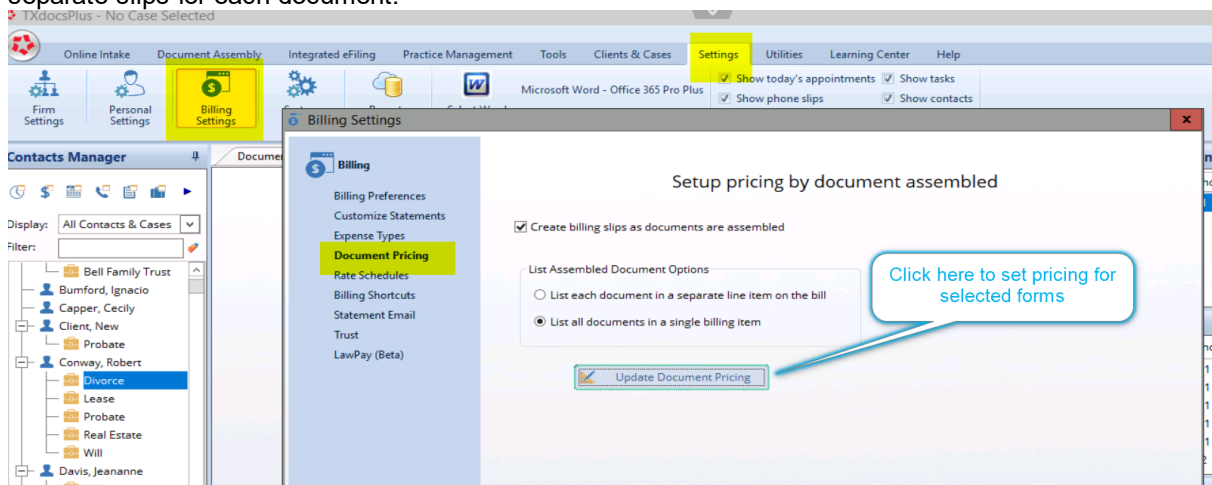 separate slips for each document.
TXdocsPlus - No Case Selected
Online Intake Document Assembly Integrated eFiling Practice Management Tools Clients & Cases Settings Utilities Learning Center Help
Firm Settings
Personal Settings
Billing Settings
Microsoft Word - Office 365 Pro Plus
Show today's appointments Show tasks
Show phone slips Show contacts
Billing Settings
x
Contacts Manager
Display: All Contacts & Cases
Filter:
Bell Family Trust
Bumford, Ignacio
Capper, Cecily
Client, New
Probate
Conway, Robert
Divorce
Lease
Probate
Real Estate
Will
Davis, Jeananne
Billing
Billing Preferences
Customize Statements
Expense Types
Document Pricing
Rate Schedules
Billing Shortcuts
Statement Email
Trust
LawPay (Beta)
Setup pricing by document assembled
Create billing slips as documents are assembled
List Assembled Document Options
List each document in a separate line item on the bill
List all documents in a single billing item
Update Document Pricing
Click here to set pricing for
selected forms